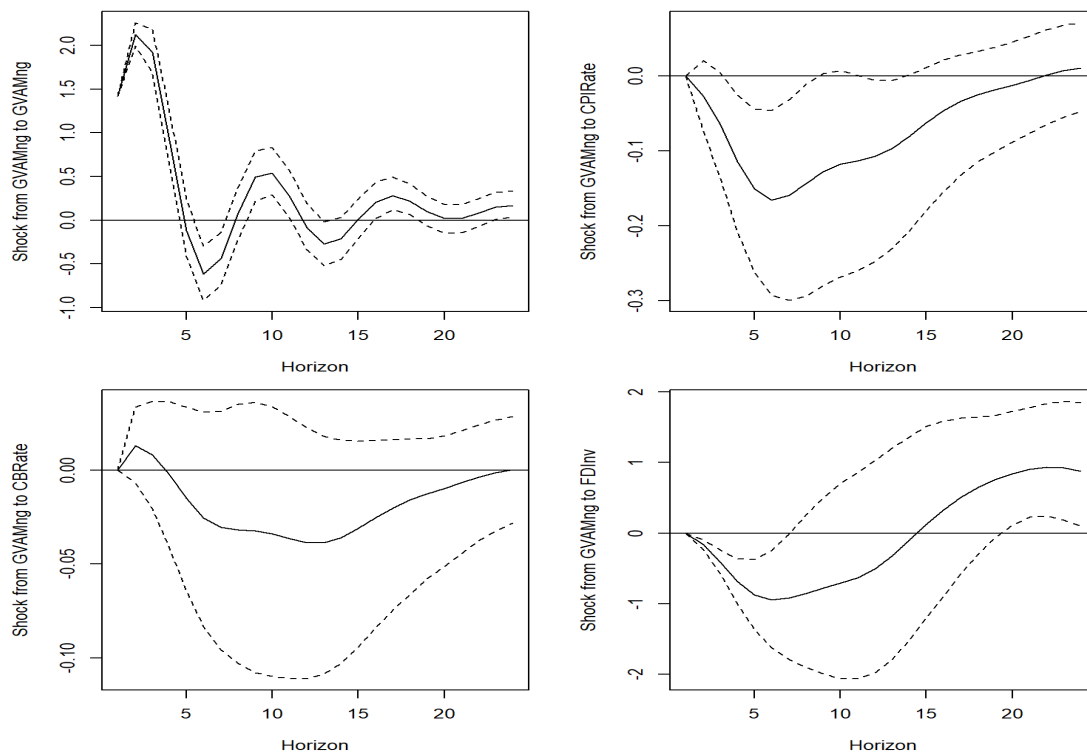 Shock from GVAMng to GVAMng
2.0
1.5
1.0
0.5
0.0
-0.5
-1.0
5 10 15 20
Horizon
Shock from GVAMng to CPIRate
0.0
-0.1
-0.2
-0.3
5 10 15 20
Horizon
Shock from GVAMng to CBRate
0.00
-0.05
-0.10
5 10 15 20
Horizon
Shock from GVAMng to FDInv
2
1
0
-1
-2
5 10 15 20
Horizon